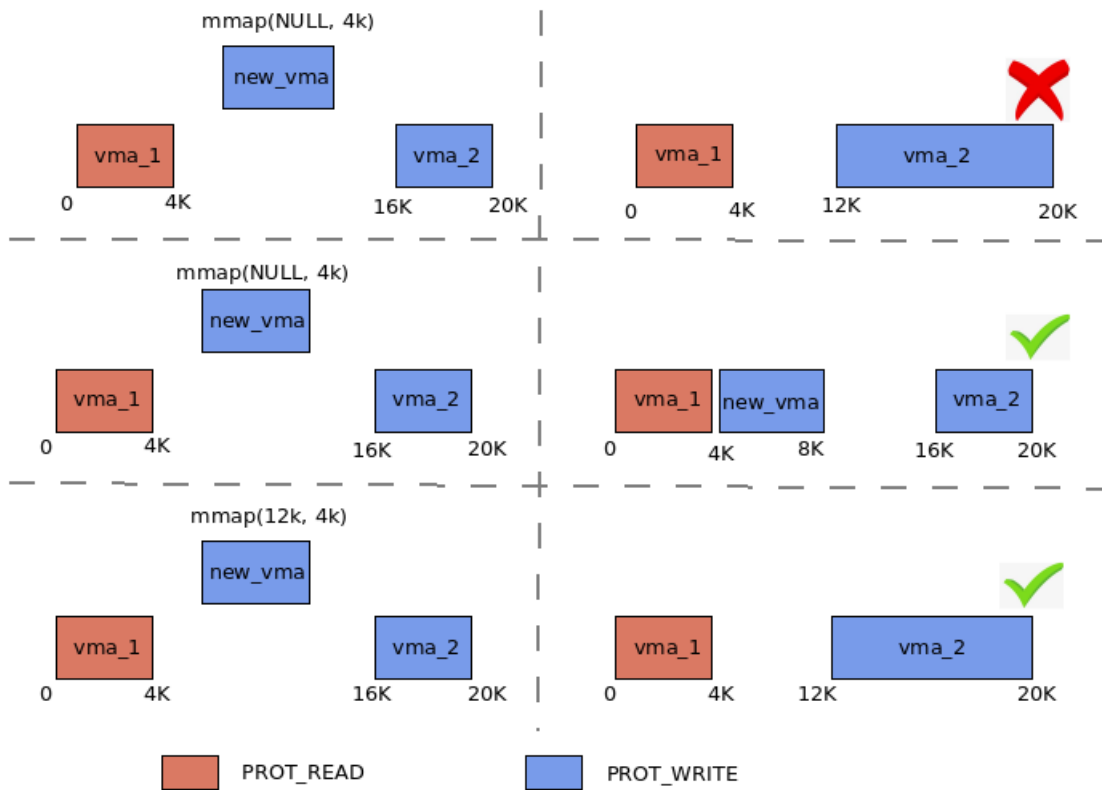 mmap(NULL, 4k)
new_vma
vma_1
vma_2
0
4K
16K
20K
vma_1
vma_2
0
4K
12K
20K
mmap(NULL, 4k)
new_vma
vma_1
vma_2
0
4K
16K
20K
vma_1
new_vma
vma_2
0
4K
8K
16K
20K
mmap(12k, 4k)
new_vma
vma_1
vma_2
0
4K
16K
20K
vma_1
vma_2
0
4K
12K
20K
PROT_READ
PROT_WRITE